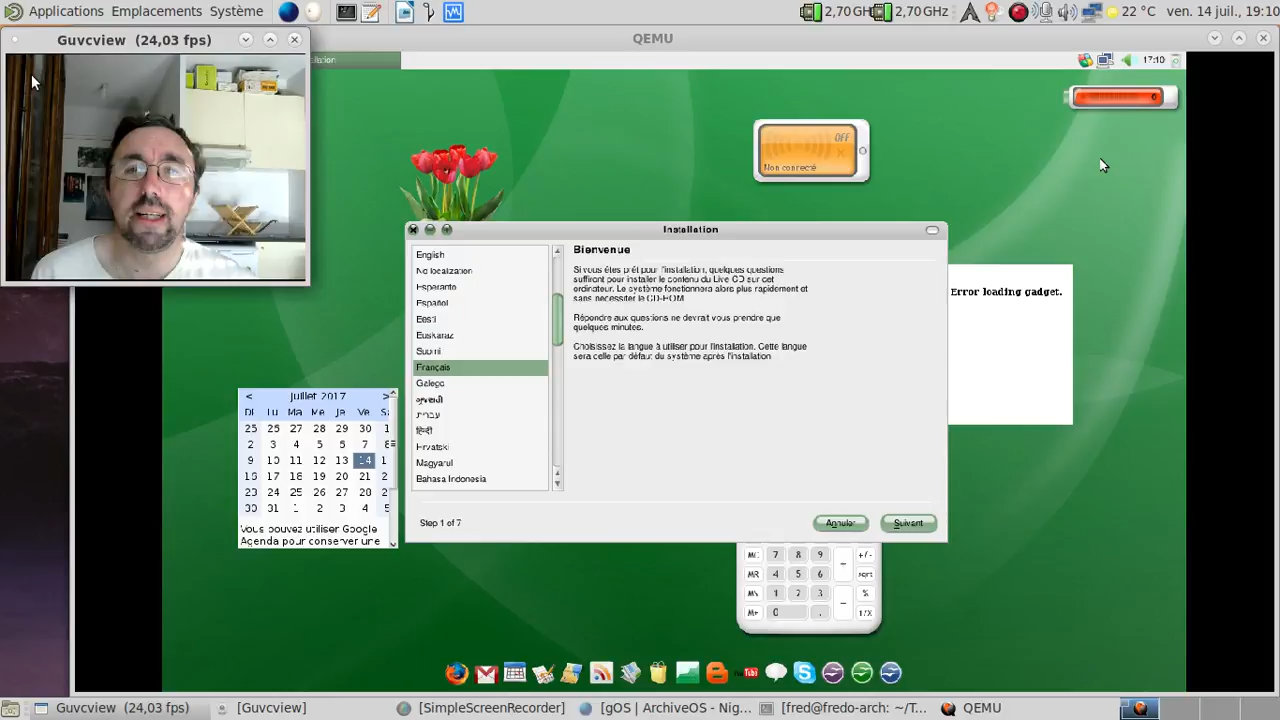 Applications Emplacements Système
2,70 GHz 2,70 GHz 22 °C ven. 14 juil., 19:10
Guvcview (24,03 fps)
QEMU
17:10
OFF
Non connecté
Installation
English
No localization
Esperanto
Español
Eesti
Euskaraz
Suomi
Français
Galego
ગુજરાતી
עברית
हिन्दी
Hrvatski
Magyarul
Bahasa Indonesia
Bienvenue
Si vous êtes prêt pour l'installation, quelques questions
suffiront pour installer le contenu du Live CD sur cet
ordinateur. Le système fonctionnera alors plus rapidement et
sans nécessiter le CD-ROM.
Répondre aux questions ne devrait vous prendre que
quelques minutes.
Choisissez la langue à utiliser pour l'installation. Cette langue
sera celle par défaut du système après l'installation
Step 1 of 7
Annuler Suivant
Error loading gadget.
< juillet 2017 >
Di Lu Ma Me Je Ve Sa
25 26 27 28 29 30 1
2 3 4 5 6 7 8
9 10 11 12 13 14 1
16 17 18 19 20 21 2
23 24 25 26 27 28 2
30 31 1 2 3 4 5
Vous pouvez utiliser Google
Agenda pour conserver une
MC 7 8 9 ÷ +/-
MR 4 5 6 sqrt
1 2 3 − %
M+ 0 . 1/X
Guvcview (24,03 fps) [Guvcview] [SimpleScreenRecorder] [gOS | ArchiveOS - Nig... [fred@fredo-arch: ~/T... QEMU